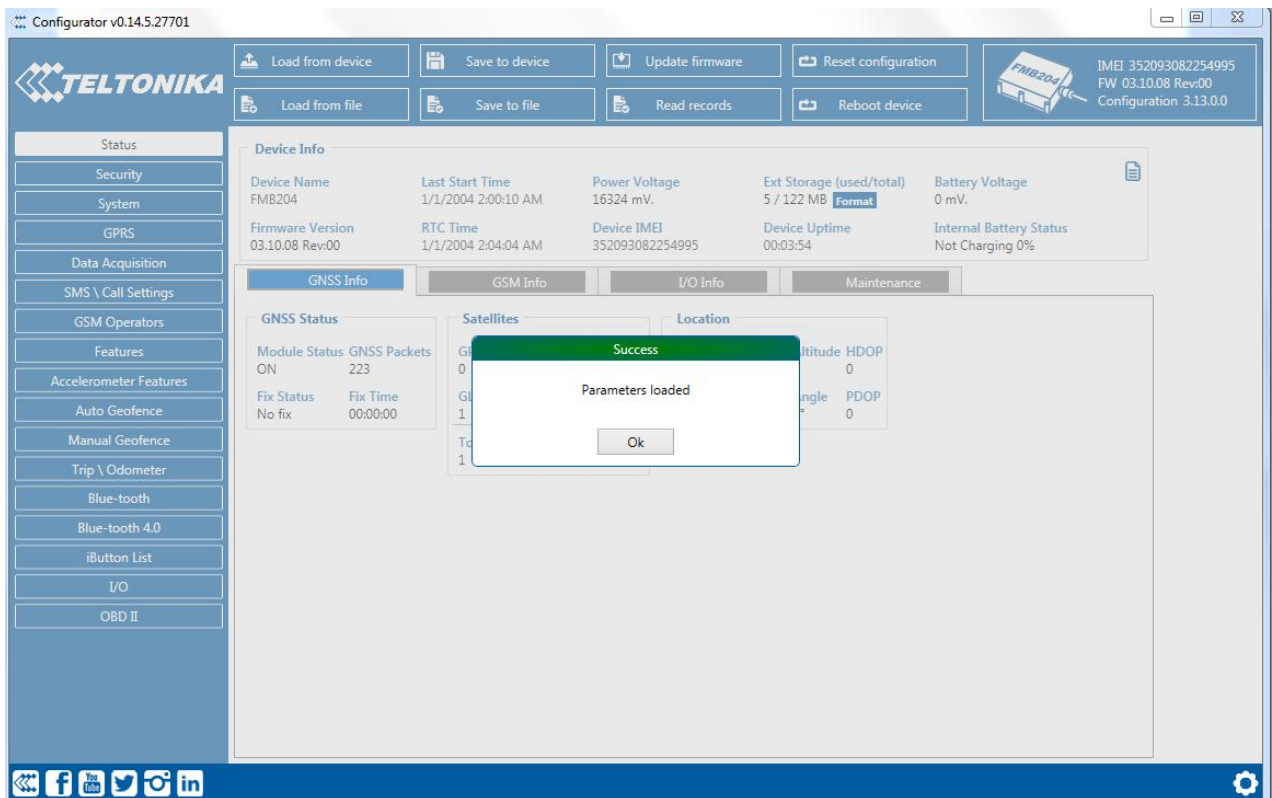 Configurator v0.14.5.27701
TELTONIKA
Load from device
Save to device
Update firmware
Reset configuration
Load from file
Save to file
Read records
Reboot device
FMB204
IMEI 352093082254995
FW 03.10.08 Rev:00
Configuration 3.13.0.0
Status
Security
System
GPRS
Data Acquisition
SMS \ Call Settings
GSM Operators
Features
Accelerometer Features
Auto Geofence
Manual Geofence
Trip \ Odometer
Blue-tooth
Blue-tooth 4.0
iButton List
I/O
OBD II
Device Info
Device Name Last Start Time Power Voltage Ext Storage (used/total) Battery Voltage
FMB204 1/1/2004 2:00:10 AM 16324 mV. 5 / 122 MB Format 0 mV.
Firmware Version RTC Time Device IMEI Device Uptime Internal Battery Status
03.10.08 Rev:00 1/1/2004 2:04:04 AM 352093082254995 00:03:54 Not Charging 0%
GNSS Info GSM Info I/O Info Maintenance
GNSS Status
Module Status GNSS Packets
ON 223
Fix Status Fix Time
No fix 00:00:00
Satellites
0
1
1
Location
HDOP
0
PDOP
° 0
Success
Parameters loaded
Ok
f You Tube in